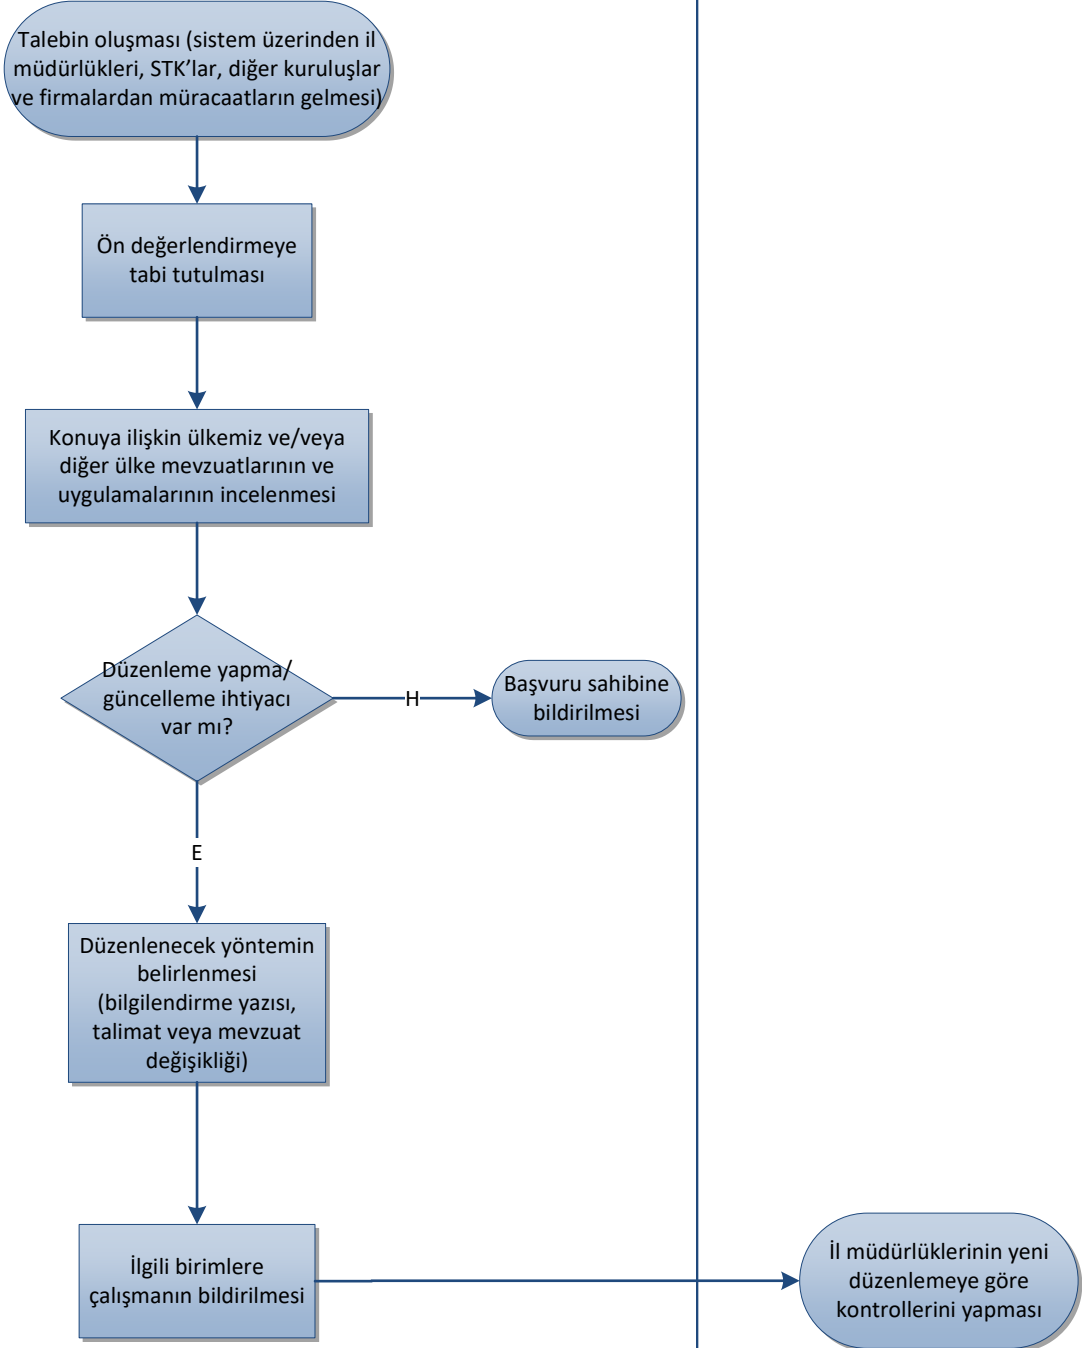 Talebin oluşması (sistem üzerinden il
müdürlükleri, STK’lar, diğer kuruluşlar
ve firmalardan müracaatların gelmesi)
Ön değerlendirmeye
tabi tutulması
Konuya ilişkin ülkemiz ve/veya
diğer ülke mevzuatlarının ve
uygulamalarının incelenmesi
Düzenleme yapma/
güncelleme ihtiyacı
var mı?
H
Başvuru sahibine
bildirilmesi
E
Düzenlenecek yöntemin
belirlenmesi
(bilgilendirme yazısı,
talimat veya mevzuat
değişikliği)
İlgili birimlere
çalışmanın bildirilmesi
İl müdürlüklerinin yeni
düzenlemeye göre
kontrollerini yapması